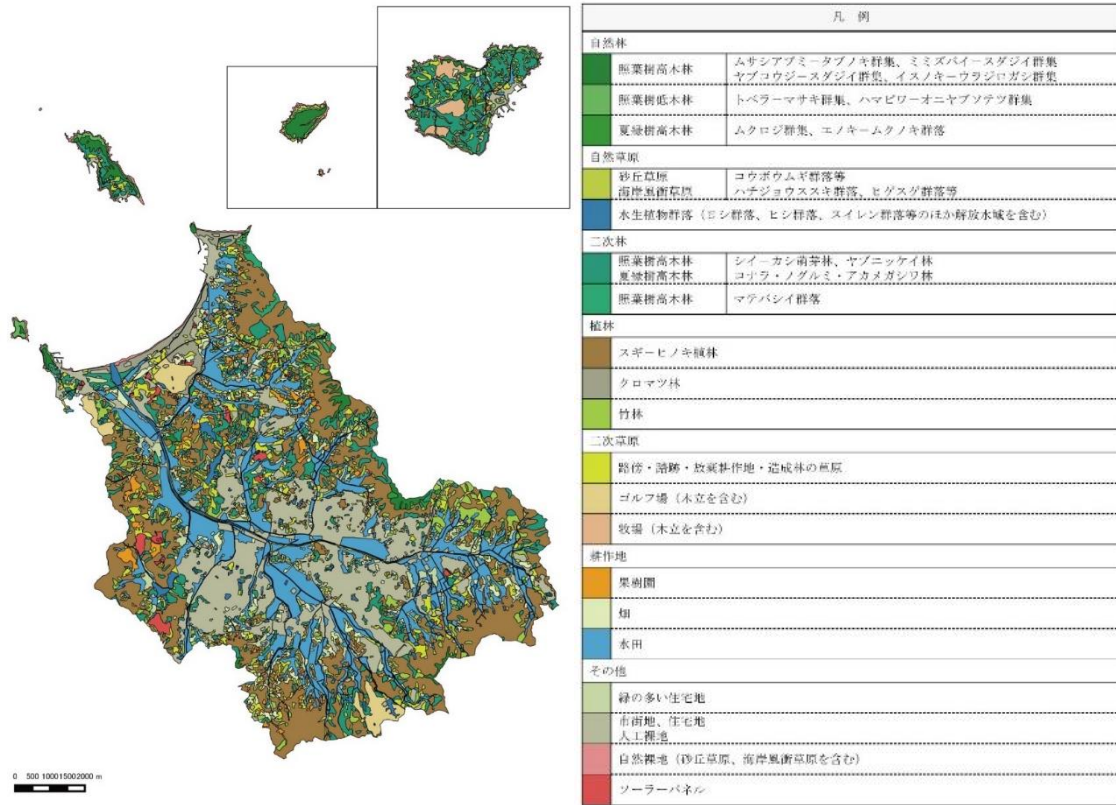 凡 例
自然林
照葉樹高木林
ムサシアブミータブノキ群集、ミミズバイースダジイ群集
ヤブコウジースダジイ群集、イスノキーウラジロガシ群集
照葉樹低木林
トベラーマサキ群集、ハマビワーオニヤブソテツ群集
夏緑樹高木林
ムクロジ群集、エノキームクノキ群落
自然草原
砂丘草原
コウボウムギ群落等
海岸風衝草原
ハチジョウススキ群落、ヒゲスゲ群落等
水生植物群落(ヨシ群落、ヒシ群落、スイレン群落等のほか解放水域を含む)
二次林
照葉樹高木林
シイーカシ萌芽林、ヤブニッケイ林
夏緑樹高木林
コナラ・ノグルミ・アカメガシワ林
照葉樹高木林
マテバシイ群落
植林
スギーヒノキ植林
クロマツ林
竹林
二次草原
路傍・踏跡・放棄耕作地・造成林の草原
ゴルフ場(木立を含む)
牧場(木立を含む)
耕作地
果樹園
畑
水田
その他
緑の多い住宅地
市街地、住宅地
人工裸地
自然裸地(砂丘草原、海岸風衝草原を含む)
ソーラーパネル
0 500 100015002000 m